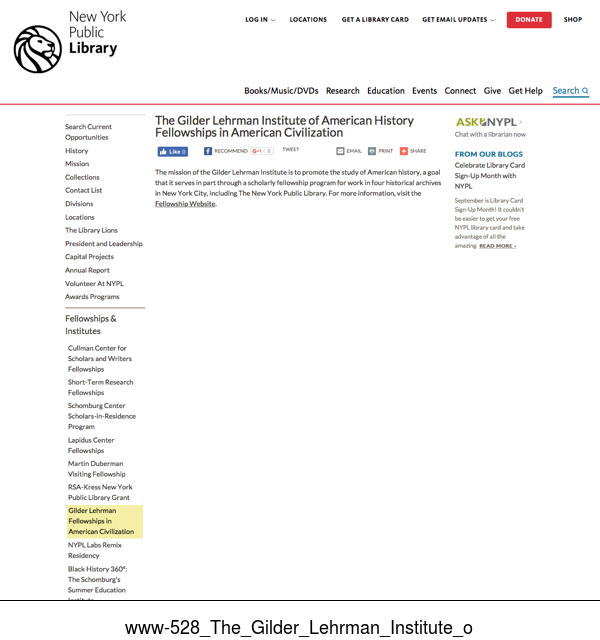 New York
Public
Library
LOG IN
LOCATIONS
GET A LIBRARY CARD
GET EMAIL UPDATES
DONATE
SHOP
Books/Music/DVDs
Research
Education
Events
Connect
Give
Get Help
Search
Search Current
Opportunities
History
Mission
Collections
Contact List
Divisions
Locations
The Library Lions
President and Leadership
Capital Projects
Annual Report
Volunteer At NYPL
Awards Programs
Fellowships &
Institutes
Cullman Center for
Scholars and Writers
Fellowships
Short-Term Research
Fellowships
Schomburg Center
Scholars-in-Residence
Program
Lapidus Center
Fellowships
Martin Duberman
Visiting Fellowship
RSA-Kress New York
Public Library Grant
Gilder Lehrman
Fellowships in
American Civilization
NYPL Labs Remix
Residency
Black History 360°:
The Schomburg's
Summer Education
Institute
The Gilder Lehrman Institute of American History
Fellowships in American Civilization
Like 0
RECOMMEND
G+1 0
TWEET
EMAIL
PRINT
SHARE
The mission of the Gilder Lehrman Institute is to promote the study of American history, a goal
that it serves in part through a scholarly fellowship program for work in four historical archives
in New York City, including The New York Public Library. For more information, visit the
Fellowship Website.
ASK NYPL >
Chat with a librarian now
FROM OUR BLOGS
Celebrate Library Card
Sign-Up Month with
NYPL
September is Library Card
Sign-Up Month! It couldn't
be easier to get your free
NYPL library card and take
advantage of all the
amazing READ MORE ›
www-528_The_Gilder_Lehrman_Institute_o